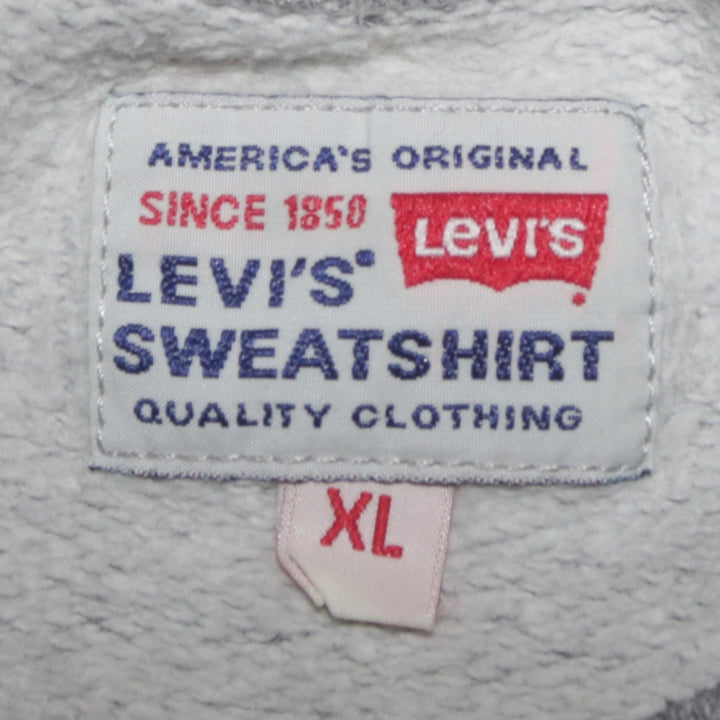 AMERICA'S ORIGINAL
SINCE 1850
LEVI'S
LEVI'S
SWEATSHIRT
QUALITY CLOTHING
XL